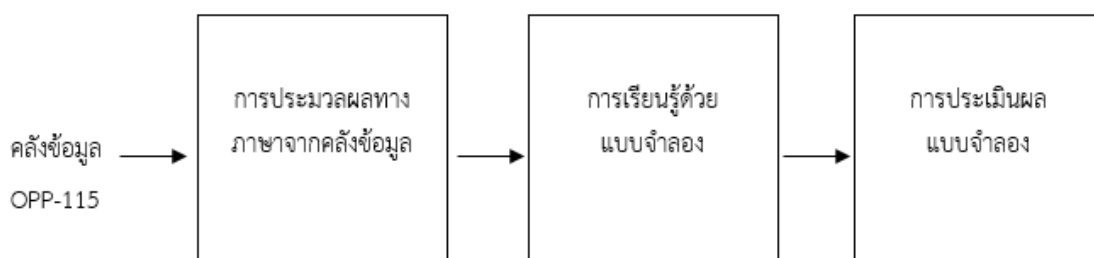 คลังข้อมูล
OPP-115
การประมวลผลทาง
ภาษาจากคลังข้อมูล
การเรียนรู้ด้วย
แบบจำลอง
การประเมินผล
แบบจำลอง